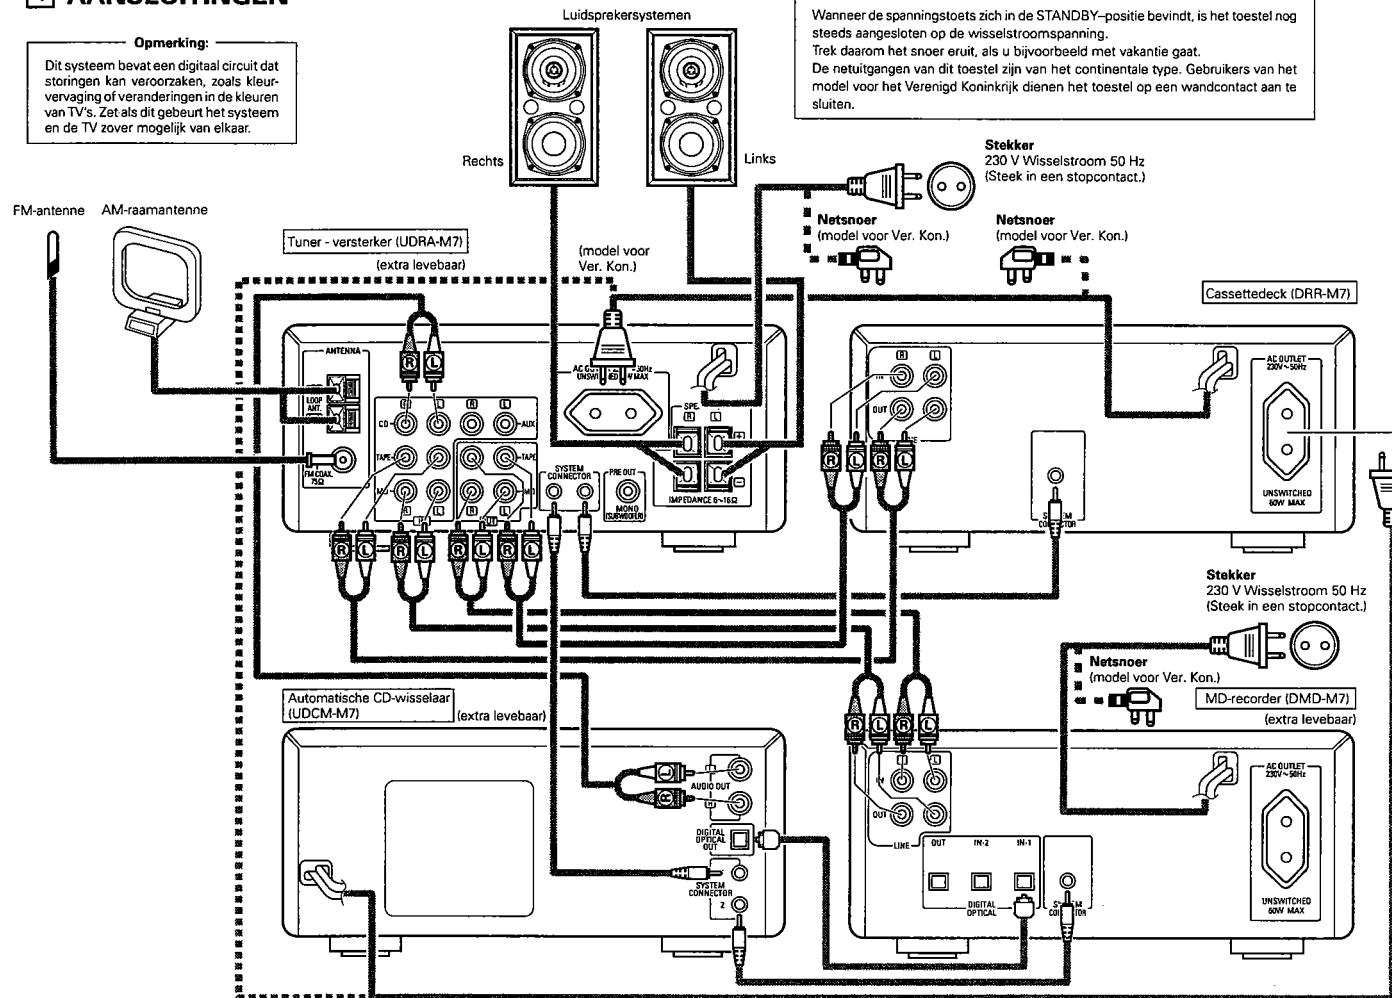 AANSLUITINGEN
Opmerking:
Dit systeem bevat een digitaal circuit dat
storingen kan veroorzaken, zoals kleur-
vervaging of veranderingen in de kleuren
van TV's. Zet als dit gebeurt het systeem
en de TV zover mogelijk van elkaar.
Luidsprekersystemen
Rechts
Links
Wanneer de spanningstoets zich in de STANDBY–positie bevindt, is het toestel nog
steeds aangesloten op de wisselstroomspanning.
Trek daarom het snoer eruit, als u bijvoorbeeld met vakantie gaat.
De netuitgangen van dit toestel zijn van het continentale type. Gebruikers van het
model voor het Verenigd Koninkrijk dienen het toestel op een wandcontact aan te
sluiten.
Stekker
230 V Wisselstroom 50 Hz
(Steek in een stopcontact.)
FM-antenne
AM-raamantenne
Tuner - versterker (UDRA-M7)
(extra levebaar)
(model voor
Ver. Kon.)
Netsnoer
(model voor Ver. Kon.)
Netsnoer
(model voor Ver. Kon.)
Cassettedeck (DRR-M7)
ANTENNA
LOOP
ANT.
FM COAX.
75Ω
R
L
CD
R
L
R
L
AUX
TAPE
TAPE
MD
MD
R
L
R
L
SYSTEM
CONNECTOR
PRE OUT
MONO
(SUBWOOFER)
SPE
R
L
+
−
IMPEDANCE 6~16Ω
R
L
R
L
R
L
R
L
R
L
IN
OUT
R
L
R
L
AC OUTLET
230V~50Hz
UNSWITCHED
60W MAX
Stekker
230 V Wisselstroom 50 Hz
(Steek in een stopcontact.)
Netsnoer
(model voor Ver. Kon.)
MD-recorder (DMD-M7)
(extra levebaar)
Automatische CD-wisselaar
(UDCM-M7)
(extra levebaar)
L
R
AUDIO OUT
DIGITAL
OPTICAL
OUT
SYSTEM
CONNECTOR
2
R
L
R
L
L
IN
OUT
LINE
OUT
IN-2
IN-1
DIGITAL
OPTICAL
AC OUTLET
230V~50Hz
UNSWITCHED
60W MAX